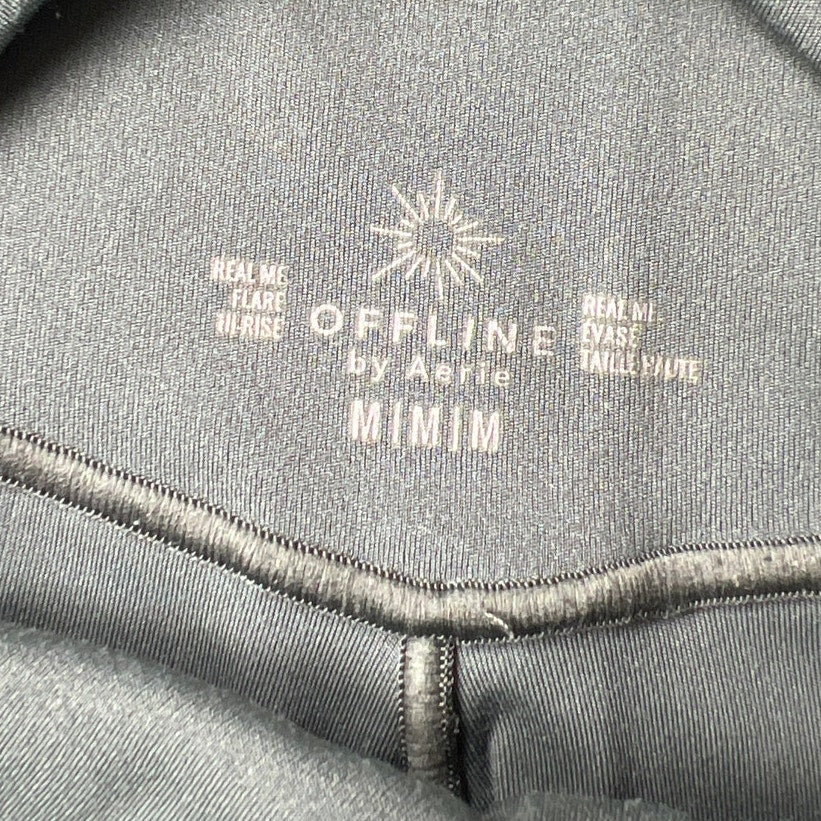 REAL ME
FLARE
HI-RISE
OFFLINE
by Aerie
M|M|M
REAL ME
EVASE
TAILLE HAUTE